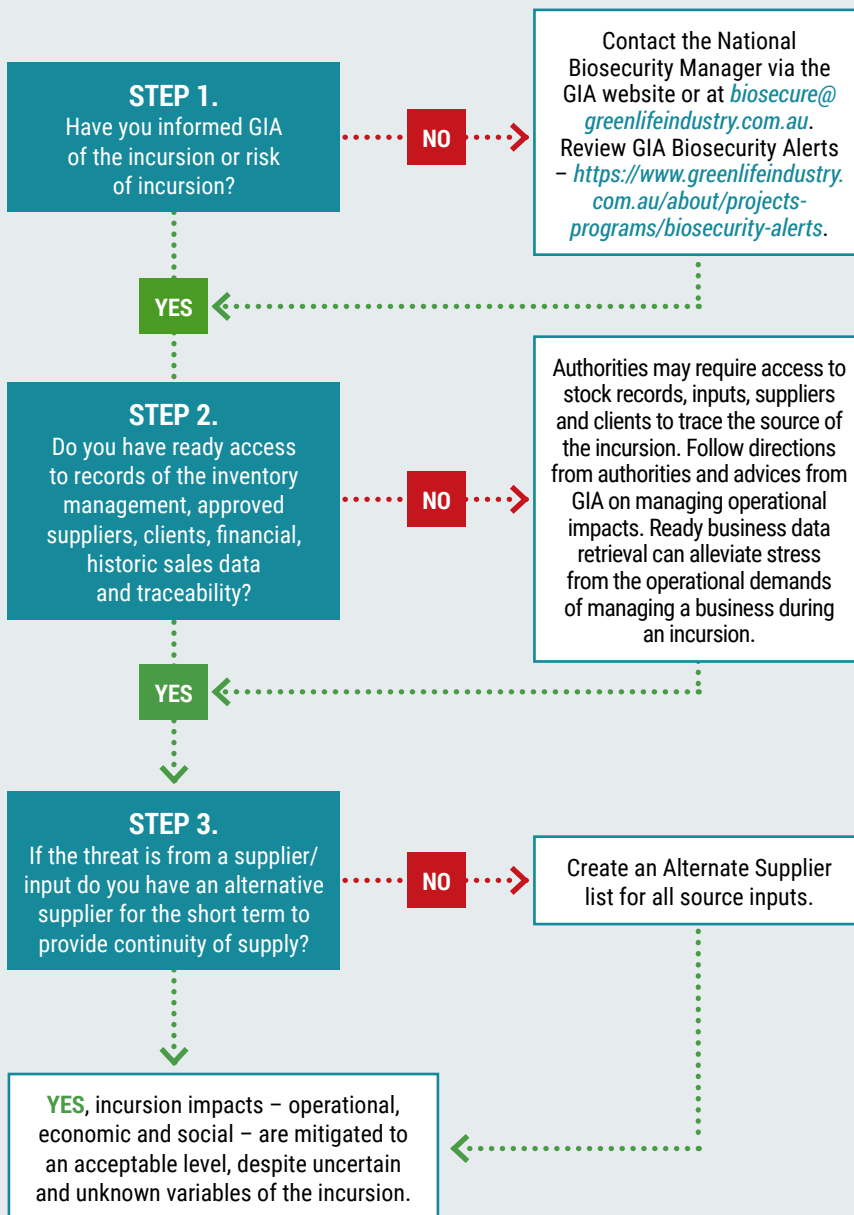 STEP 1.
Have you informed GIA
of the incursion or risk
of incursion?
NO
Contact the National
Biosecurity Manager via the
GIA website or at biosecure@
greenlifeindustry.com.au.
Review GIA Biosecurity Alerts
– https://www.greenlifeindustry.
com.au/about/projects-
programs/biosecurity-alerts.
YES
STEP 2.
Do you have ready access
to records of the inventory
management, approved
suppliers, clients, financial,
historic sales data
and traceability?
NO
Authorities may require access to
stock records, inputs, suppliers
and clients to trace the source of
the incursion. Follow directions
from authorities and advices from
GIA on managing operational
impacts. Ready business data
retrieval can alleviate stress
from the operational demands
of managing a business during
an incursion.
YES
STEP 3.
If the threat is from a supplier/
input do you have an alternative
supplier for the short term to
provide continuity of supply?
NO
Create an Alternate Supplier
list for all source inputs.
YES, incursion impacts – operational,
economic and social – are mitigated to
an acceptable level, despite uncertain
and unknown variables of the incursion.